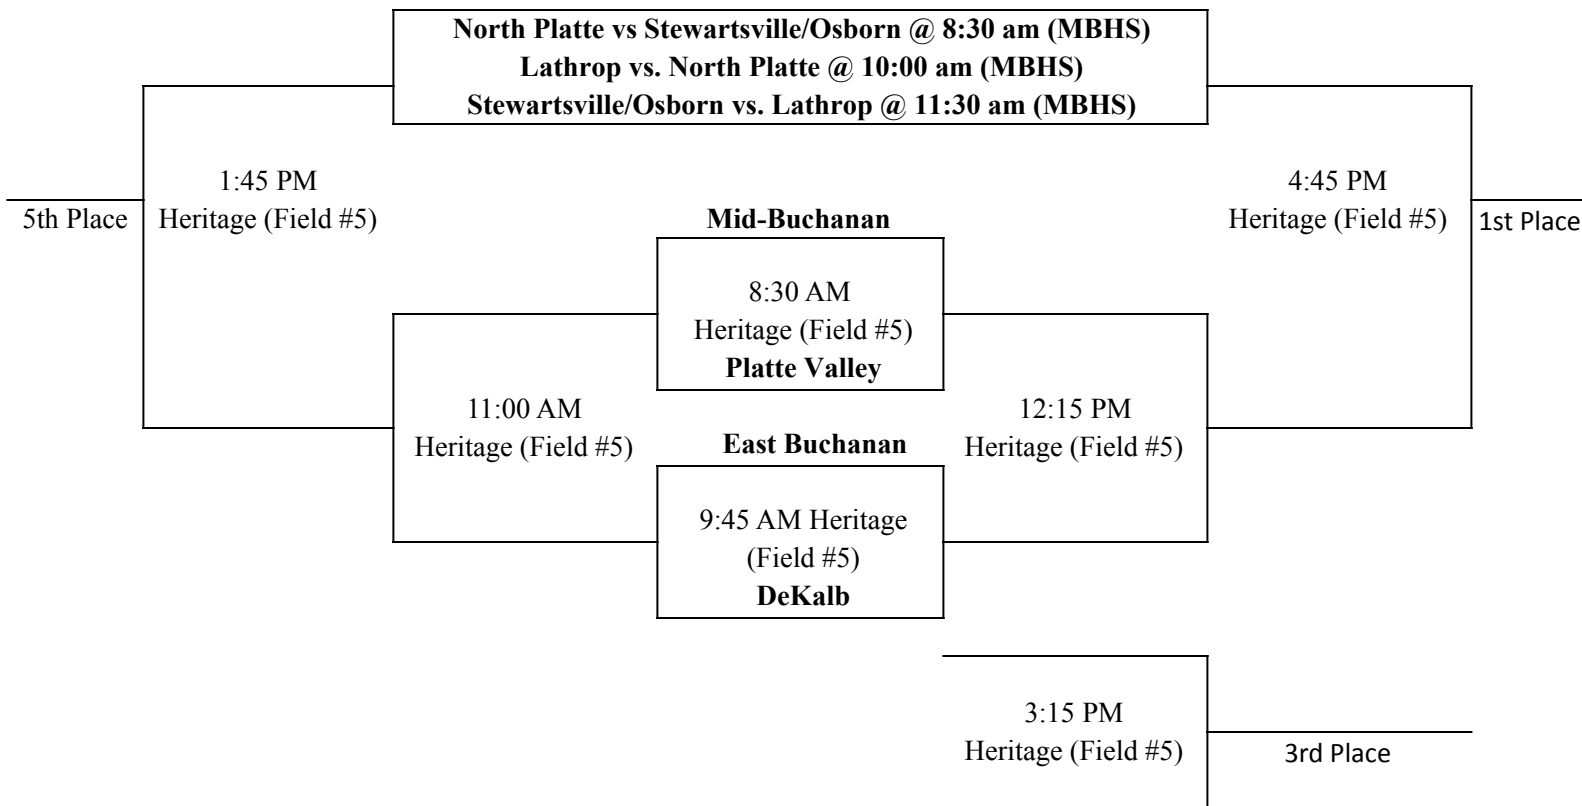 North Platte vs Stewartsville/Osborn @ 8:30 am (MBHS)
Lathrop vs. North Platte @ 10:00 am (MBHS)
Stewartsville/Osborn vs. Lathrop @ 11:30 am (MBHS)
1:45 PM
Heritage (Field #5)
5th Place
4:45 PM
Heritage (Field #5)
1st Place
Mid-Buchanan
8:30 AM
Heritage (Field #5)
Platte Valley
11:00 AM
Heritage (Field #5)
12:15 PM
Heritage (Field #5)
East Buchanan
9:45 AM Heritage
(Field #5)
DeKalb
3:15 PM
Heritage (Field #5)
3rd Place